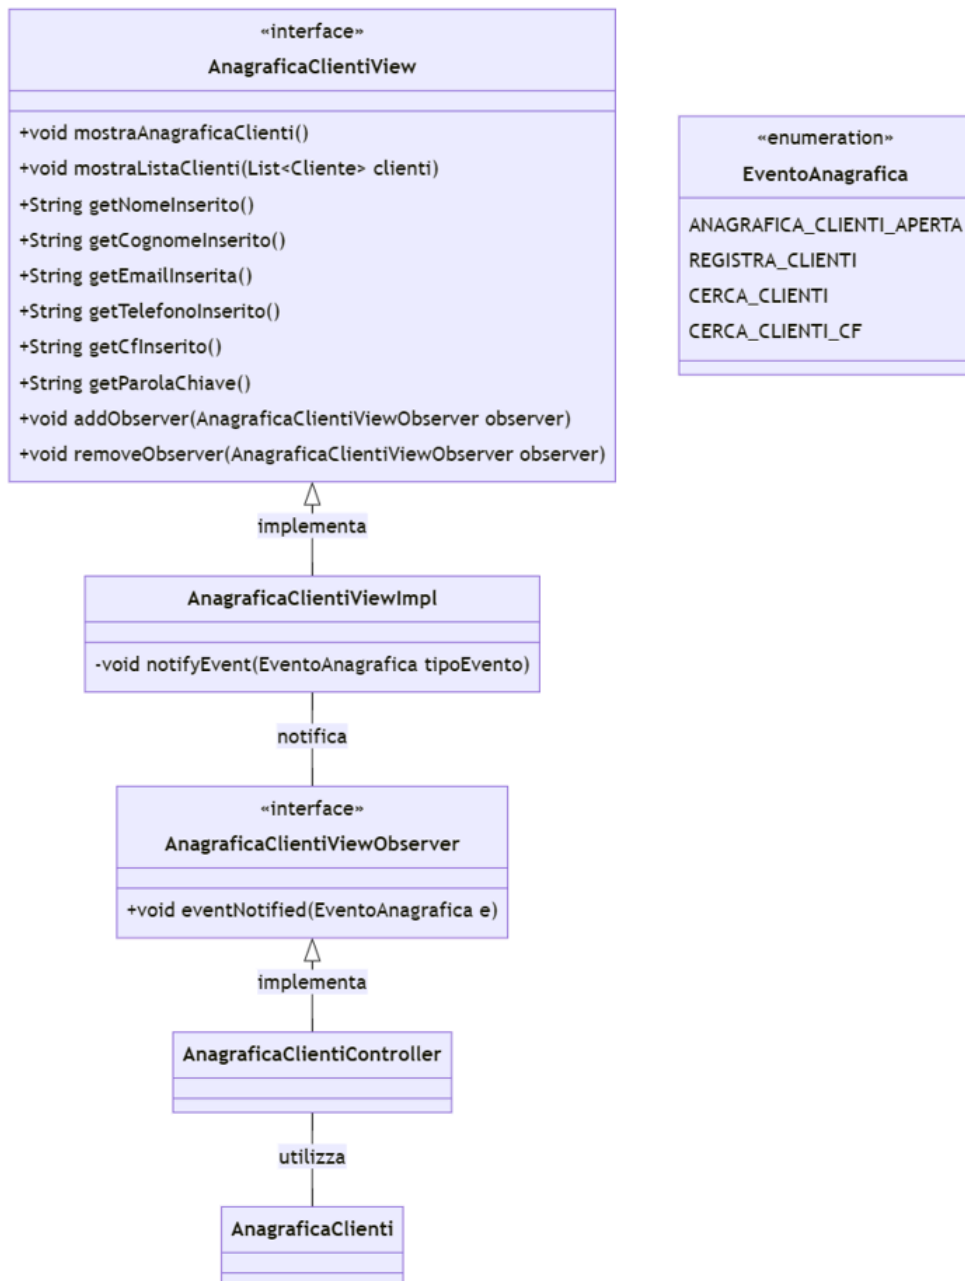 «interface»
AnagraficaClientiView
+void mostraAnagraficaClienti()
+void mostraListaClienti(List<Cliente> clienti)
+String getNomeInserito()
+String getCognomeInserito()
+String getEmailInserita()
+String getTelefonoInserito()
+String getCfInserito()
+String getParolaChiave()
+void addObserver(AnagraficaClientiViewObserver observer)
+void removeObserver(AnagraficaClientiViewObserver observer)
«enumeration»
EventoAnagrafica
ANAGRAFICA_CLIENTI_APERTA
REGISTRA_CLIENTI
CERCA_CLIENTI
CERCA_CLIENTI_CF
implementa
AnagraficaClientiViewImpl
-void notifyEvent(EventoAnagrafica tipoEvento)
notifica
«interface»
AnagraficaClientiViewObserver
+void eventNotified(EventoAnagrafica e)
implementa
AnagraficaClientiController
utilizza
AnagraficaClienti